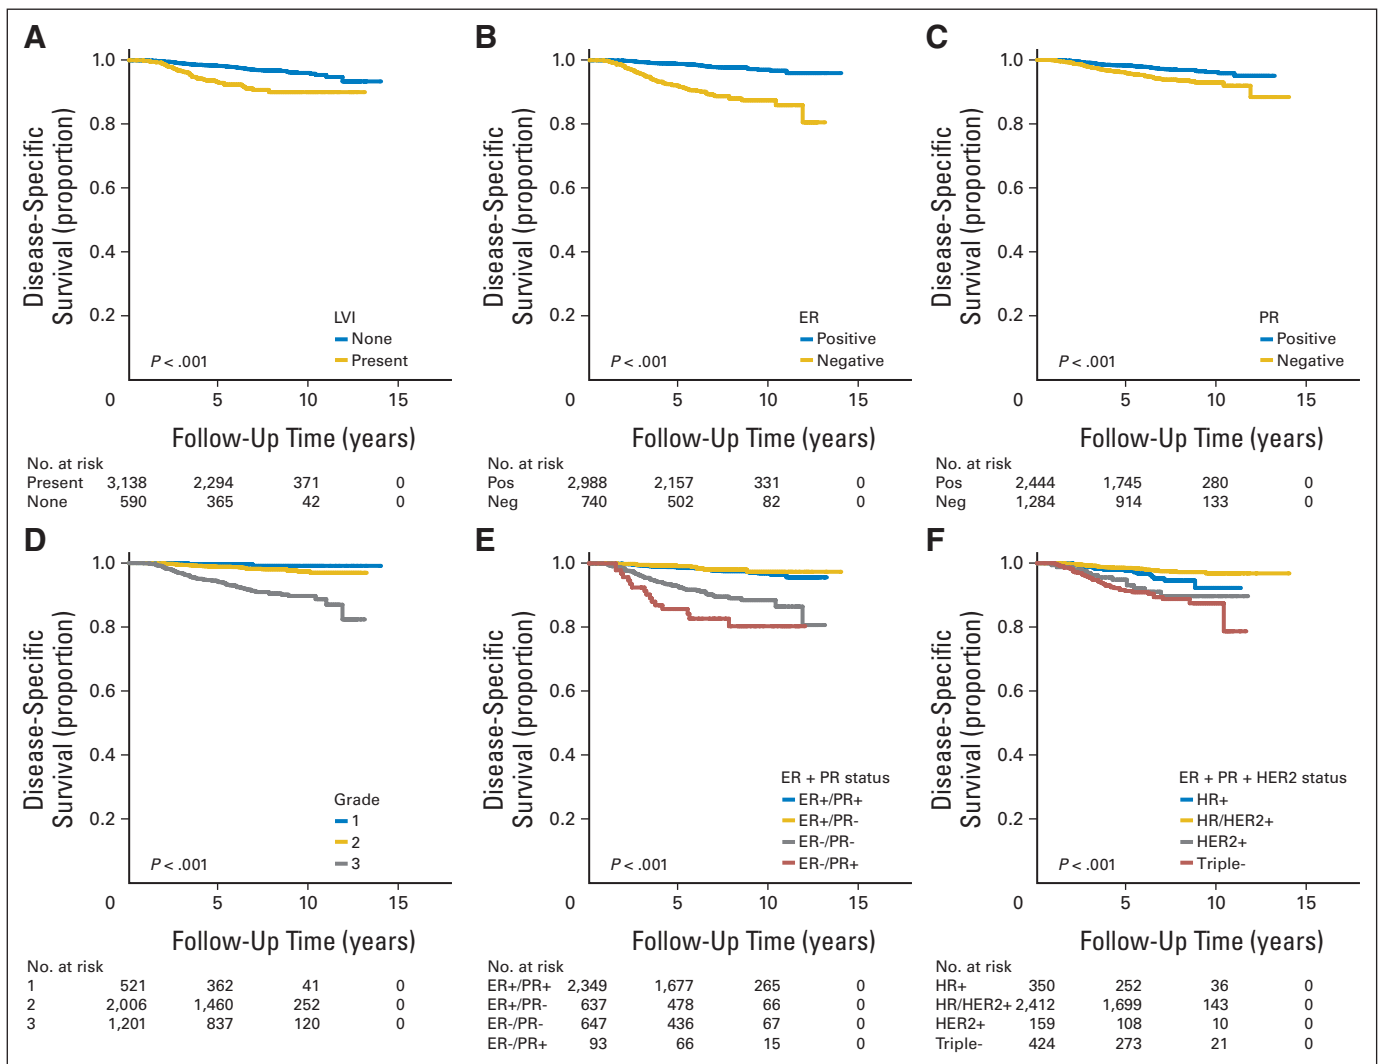 A
Disease-Specific
Survival (proportion)
1.0
0.8
0.6
0.4
0.2
LVI
None
Present
P < .001
0 5 10 15
Follow-Up Time (years)
No. at risk
Present 3,138 2,294 371 0
None 590 365 42 0
B
Disease-Specific
Survival (proportion)
1.0
0.8
0.6
0.4
0.2
ER
Positive
Negative
P < .001
0 5 10 15
Follow-Up Time (years)
No. at risk
Pos 2,988 2,157 331 0
Neg 740 502 82 0
C
Disease-Specific
Survival (proportion)
1.0
0.8
0.6
0.4
0.2
PR
Positive
Negative
P < .001
0 5 10 15
Follow-Up Time (years)
No. at risk
Pos 2,444 1,745 280 0
Neg 1,284 914 133 0
D
Disease-Specific
Survival (proportion)
1.0
0.8
0.6
0.4
0.2
Grade
1
2
3
P < .001
0 5 10 15
Follow-Up Time (years)
No. at risk
1 521 362 41 0
2 2,006 1,460 252 0
3 1,201 837 120 0
E
Disease-Specific
Survival (proportion)
1.0
0.8
0.6
0.4
0.2
ER + PR status
ER+/PR+
ER+/PR-
ER-/PR-
ER-/PR+
P < .001
0 5 10 15
Follow-Up Time (years)
No. at risk
ER+/PR+ 2,349 1,677 265 0
ER+/PR- 637 478 66 0
ER-/PR- 647 436 67 0
ER-/PR+ 93 66 15 0
F
Disease-Specific
Survival (proportion)
1.0
0.8
0.6
0.4
0.2
ER + PR + HER2 status
HR+
HR/HER2+
HER2+
Triple-
P < .001
0 5 10 15
Follow-Up Time (years)
No. at risk
HR+ 350 252 36 0
HR/HER2+ 2,412 1,699 143 0
HER2+ 159 108 10 0
Triple- 424 273 21 0